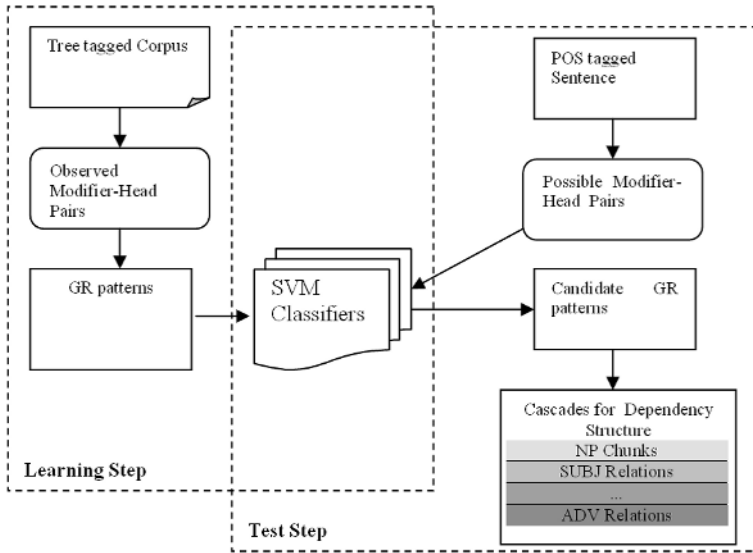 Tree tagged Corpus
Observed
Modifier-Head
Pairs
GR patterns
Learning Step
SVM
Classifiers
POS tagged
Sentence
Possible Modifier-
Head Pairs
Candidate GR
patterns
Cascades for Dependency
Structure
NP Chunks
SUBJ Relations
...
ADV Relations
Test Step